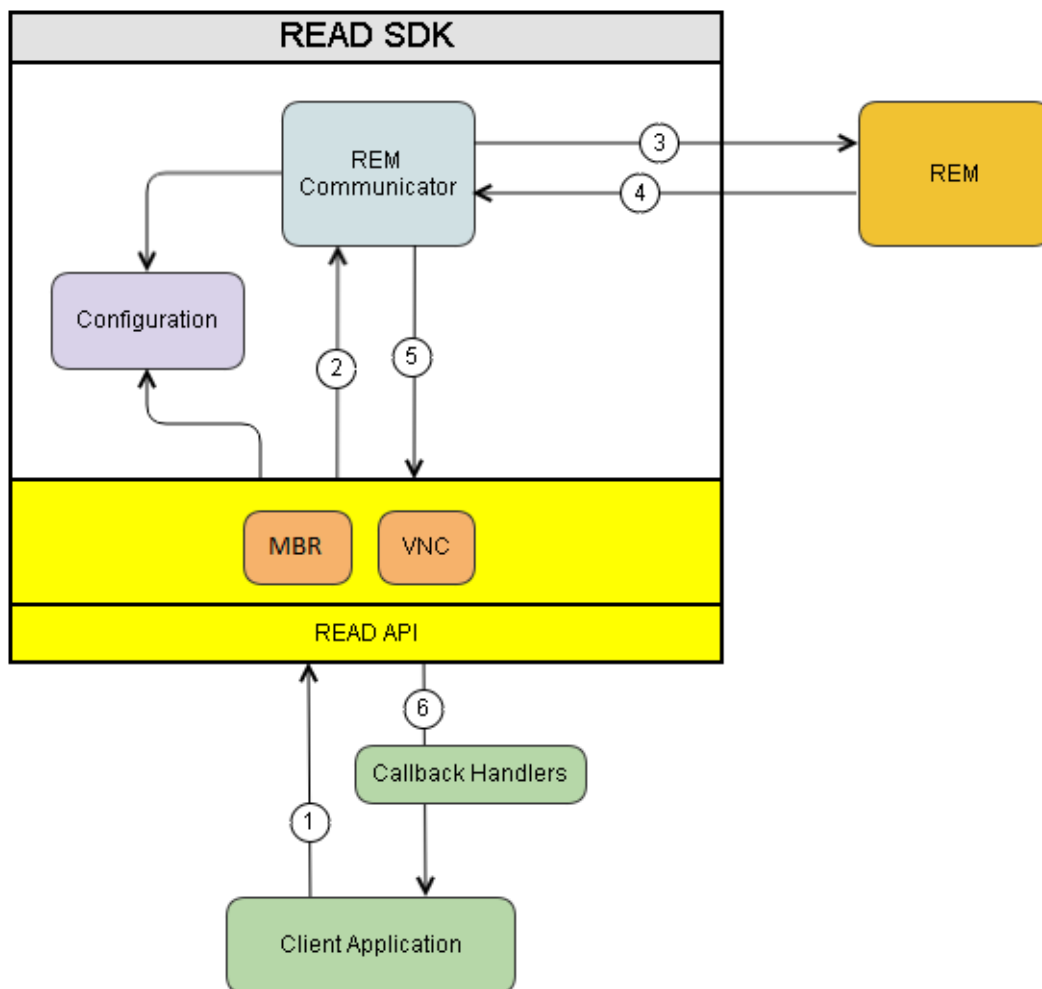 READ SDK
REM
Communicator
3
REM
4
Configuration
2
5
MBR
VNC
READ API
6
Callback Handlers
1
Client Application